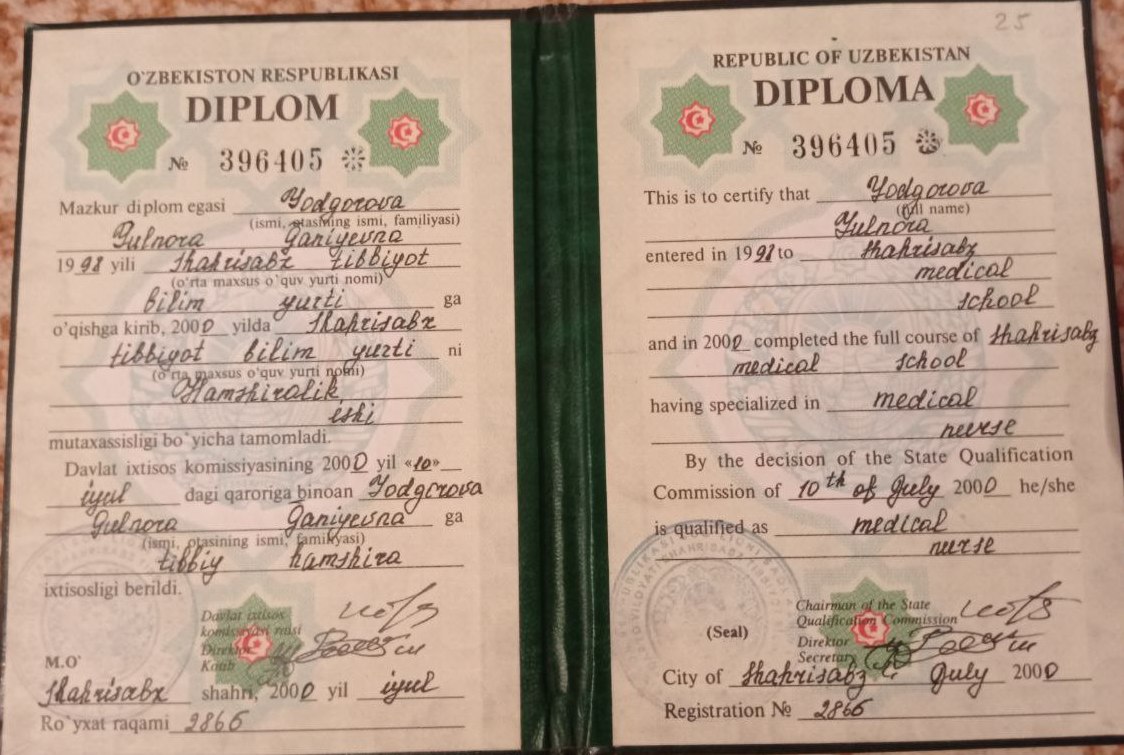 O'ZBEKISTON RESPUBLIKASI
DIPLOM
№ 396405
Mazkur diplom egasi Yodgorova
(ismi, otasining ismi, familiyasi)
Gulnora Ganiyevna
1998 yili Shahrisabz tibbiyot
(o'rta maxsus o'quv yurti nomi)
bilim yurti ga
o'qishga kirib, 2000 yilda Shahrisabz
tibbiyot bilim yurti ni
(o'rta maxsus o'quv yurti nomi)
Hamshiralik
ishi
mutaxassisligi bo'yicha tamomladi.
Davlat ixtisos komissiyasining 2000 yil «10»
iyul dagi qaroriga binoan Yodgorova
Gulnora Ganiyevna ga
(ismi, otasining ismi, familiyasi)
tibbiy hamshira
ixtisosligi berildi.
Davlat ixtisos
komissiyasi raisi
Direktor
Kotib
M.O'
Shahrisabz shahri, 2000 yil iyul
Ro'yxat raqami 2866
25
REPUBLIC OF UZBEKISTAN
DIPLOMA
№ 396405
This is to certify that Yodgorova
(full name)
Gulnora
entered in 1998 to Shahrisabz
medical
school
and in 2000 completed the full course of Shahrisabz
medical school
having specialized in medical
nurse
By the decision of the State Qualification
Commission of 10th of July 2000 he/she
is qualified as medical
nurse
Chairman of the State
Qualification Commission
(Seal)
Direktor
Secretary
City of Shahrisabz July 2000
Registration № 2866